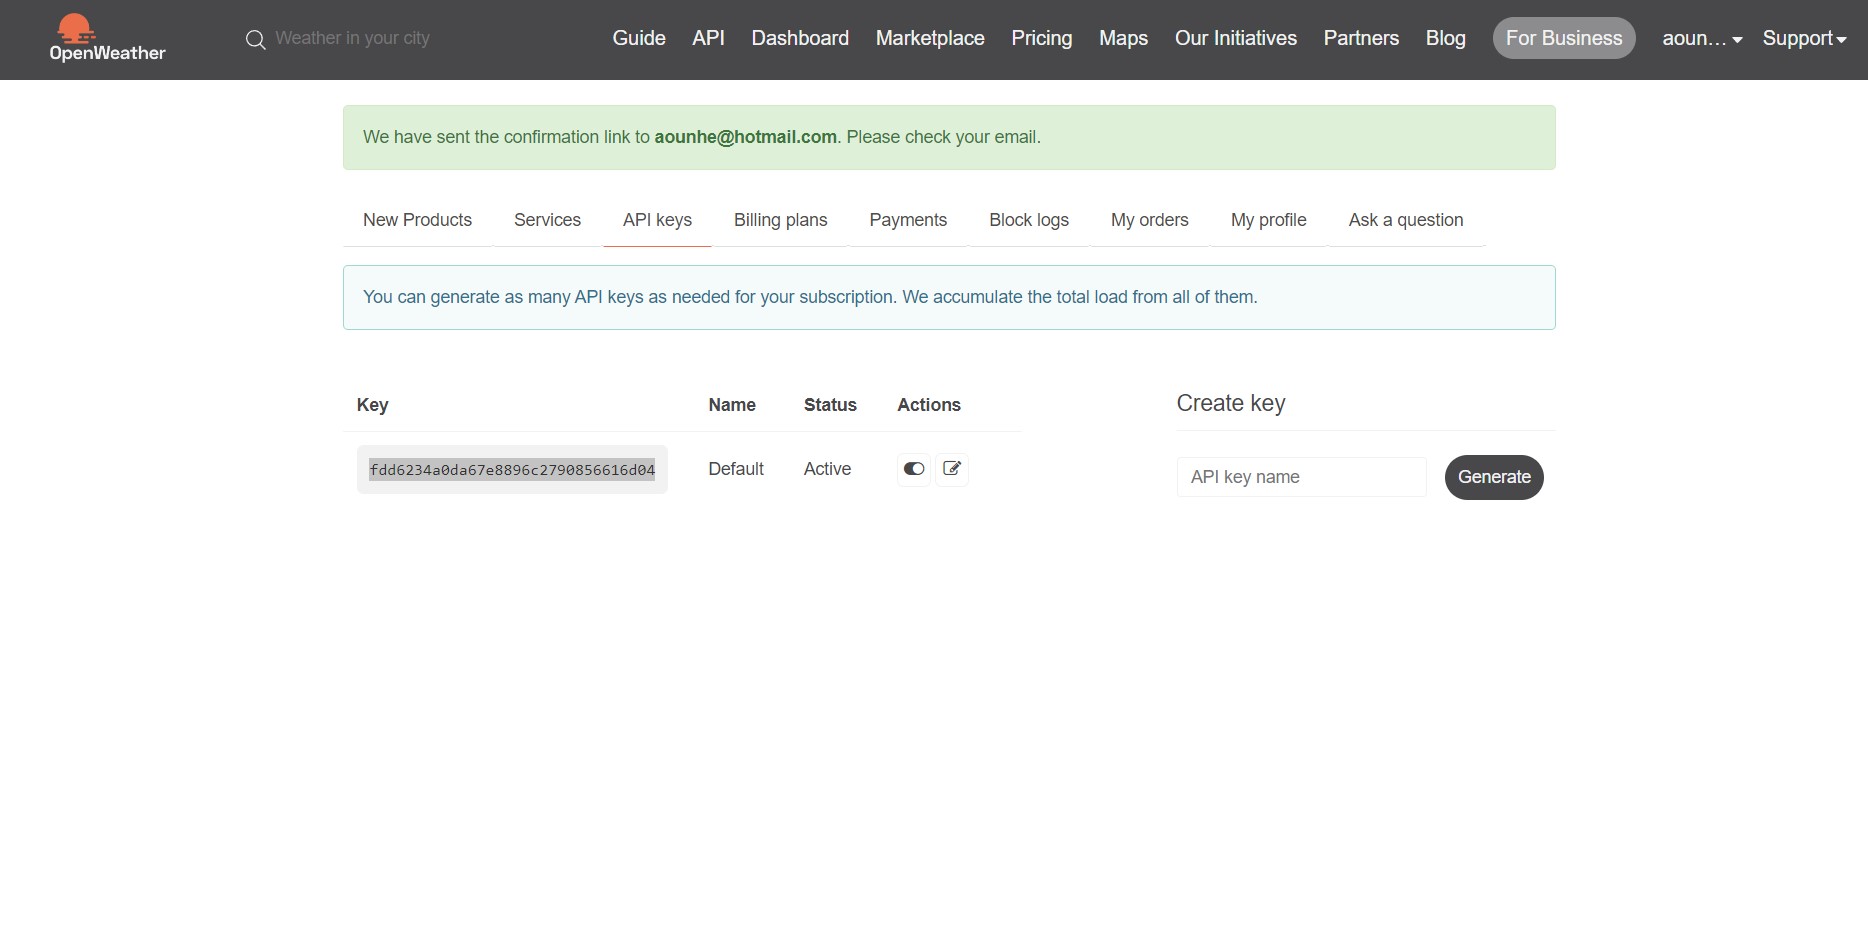 OpenWeather
Weather in your city
Guide API Dashboard Marketplace Pricing Maps Our Initiatives Partners Blog For Business aoun... Support
We have sent the confirmation link to aounhe@hotmail.com. Please check your email.
New Products Services API keys Billing plans Payments Block logs My orders My profile Ask a question
You can generate as many API keys as needed for your subscription. We accumulate the total load from all of them.
Key Name Status Actions
fdd6234a0da67e8896c2790856616d04 Default Active
Create key
API key name Generate